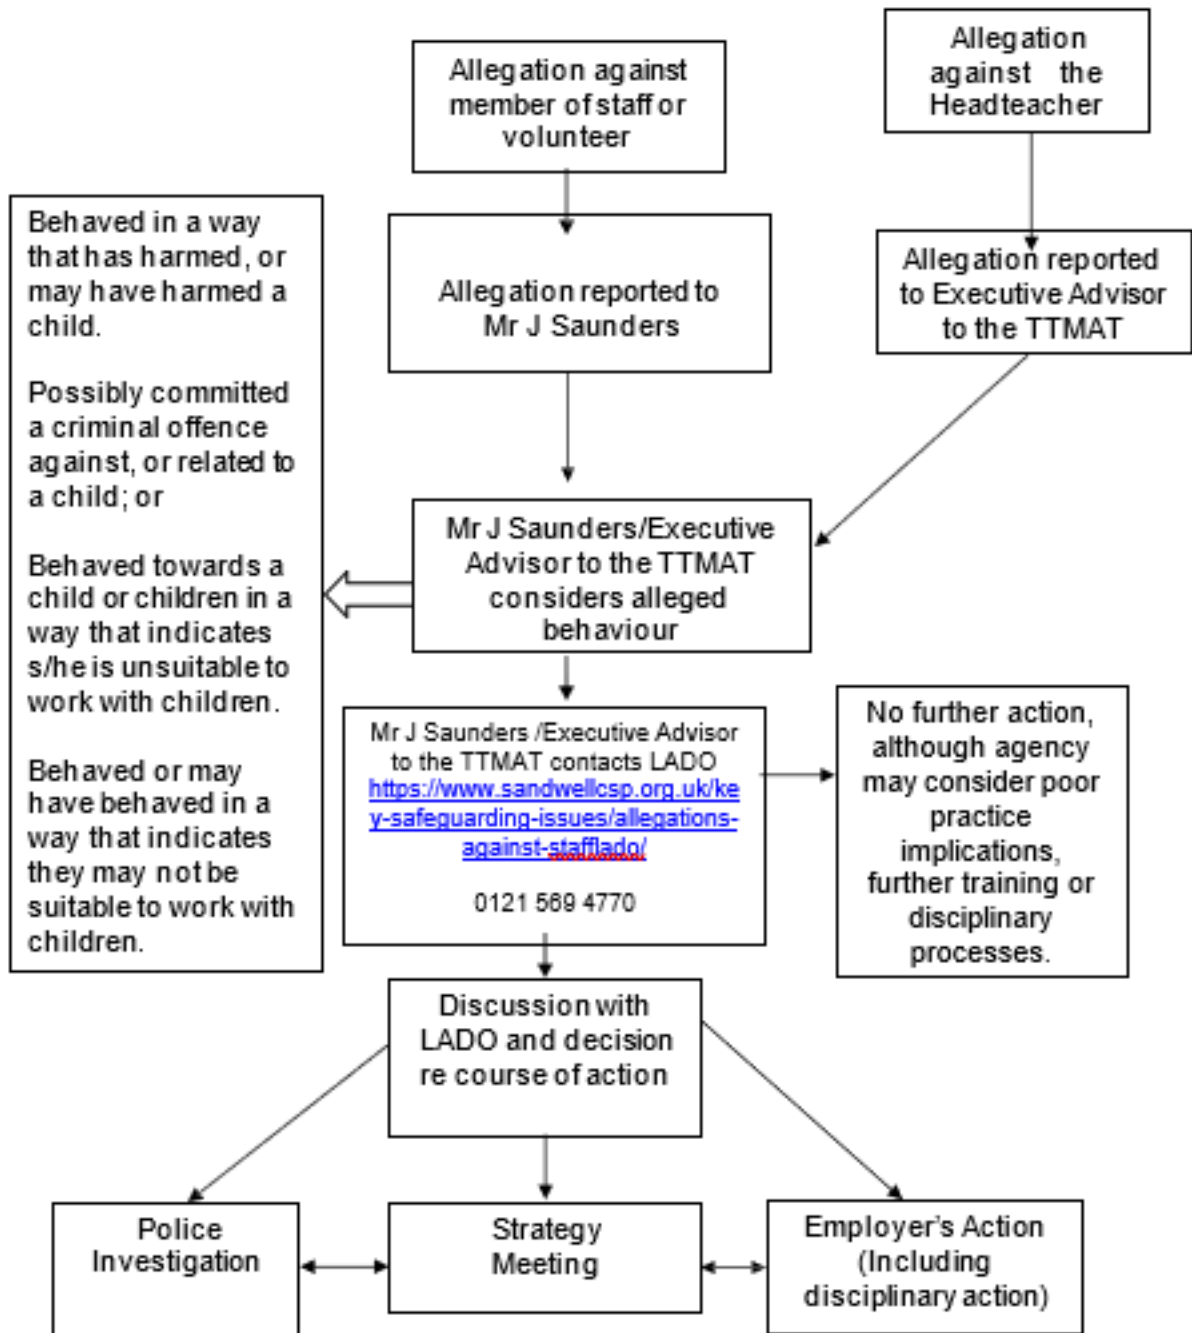 Allegation against
member of staff or
volunteer
Allegation
against the
Headteacher
Allegation reported to
Mr J Saunders
Allegation reported
to Executive Advisor
to the TTMAT
Behaved in a way
that has harmed, or
may have harmed a
child.
Possibly committed
a criminal offence
against, or related to
a child; or
Behaved towards a
child or children in a
way that indicates
s/he is unsuitable to
work with children.
Behaved or may
have behaved in a
way that indicates
they may not be
suitable to work with
children.
Mr J Saunders/Executive
Advisor to the TTMAT
considers alleged
behaviour
Mr J Saunders /Executive Advisor
to the TTMAT contacts LADO
https://www.sandwellcsp.org.uk/ke
y-safeguarding-issues/allegations-
against-stafflado/
0121 569 4770
No further action,
although agency
may consider poor
practice
implications,
further training or
disciplinary
processes.
Discussion with
LADO and decision
re course of action
Police
Investigation
Strategy
Meeting
Employer's Action
(Including
disciplinary action)